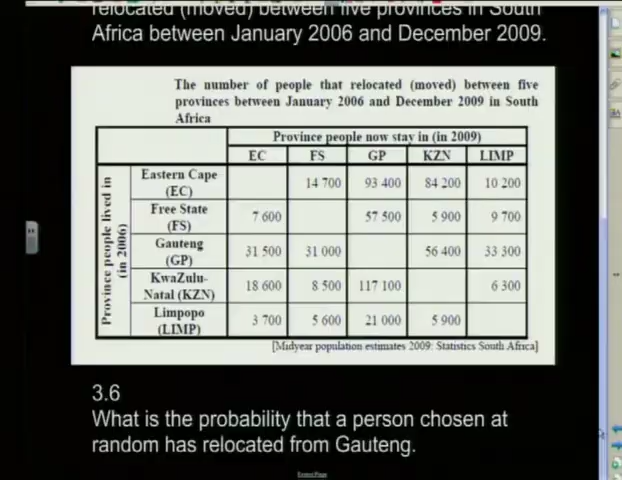 relocated (moved) between five provinces in South
Africa between January 2006 and December 2009.
The number of people that relocated (moved) between five
provinces between January 2006 and December 2009 in South
Africa
Province people now stay in (in 2009)
EC FS GP KZN LIMP
Province people lived in
(in 2006)
Eastern Cape
(EC)
14 700 93 400 84 200 10 200
Free State
(FS)
7 600 57 500 5 900 9 700
Gauteng
(GP)
31 500 31 000 56 400 33 300
KwaZulu-
Natal (KZN)
18 600 8 500 117 100 6 300
Limpopo
(LIMP)
3 700 5 600 21 000 5 900
[Midyear population estimates 2009: Statistics South Africa]
3.6
What is the probability that a person chosen at
random has relocated from Gauteng.